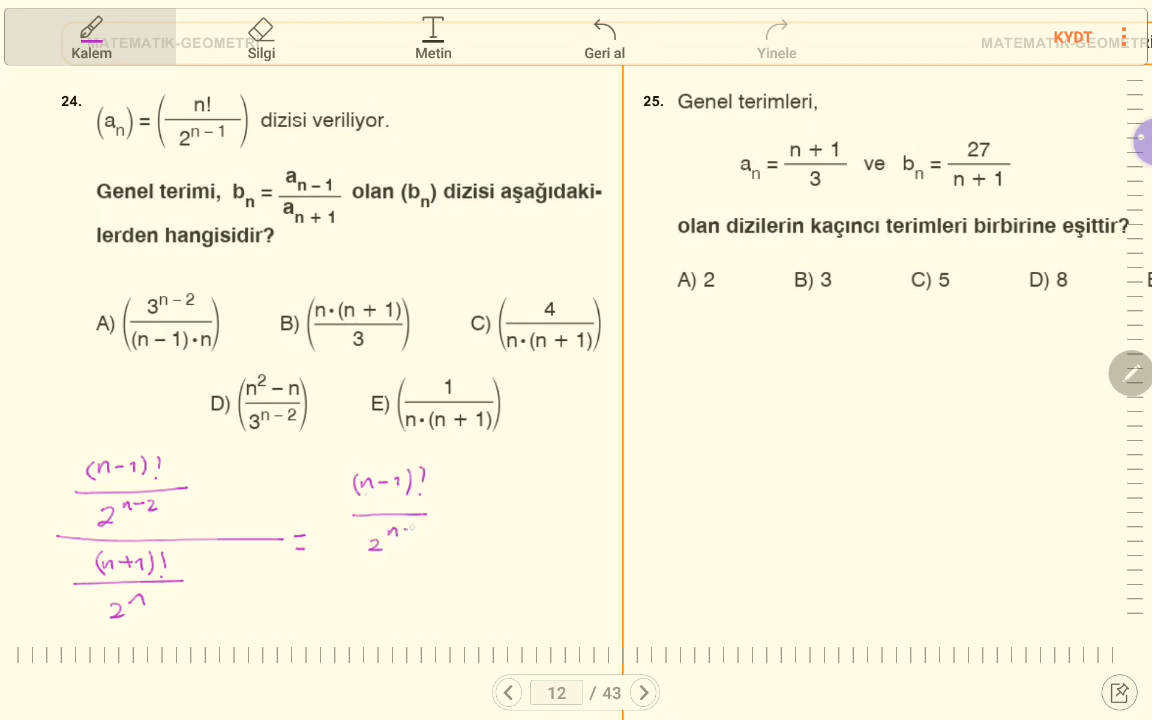 Kalem
Silgi
Metin
Geri al
Yinele
KYDT
MATEMATİK-GEOMETRİ
MATEMATİK-GEOMETRİ
24. (aₙ) = (n! / 2ⁿ⁻¹) dizisi veriliyor.
Genel terimi, bₙ = aₙ₋₁ / aₙ₊₁ olan (bₙ) dizisi aşağıdaki-
lerden hangisidir?
A) (3ⁿ⁻² / (n – 1)•n) B) (n•(n + 1) / 3) C) (4 / n•(n + 1))
D) (n² – n / 3ⁿ⁻²) E) (1 / n•(n + 1))
(n-1)! / 2ⁿ⁻² / (n+1)! / 2ⁿ = (n-1)! / 2ⁿ⁻
25. Genel terimleri,
aₙ = n + 1 / 3 ve bₙ = 27 / n + 1
olan dizilerin kaçıncı terimleri birbirine eşittir?
A) 2 B) 3 C) 5 D) 8
12 / 43